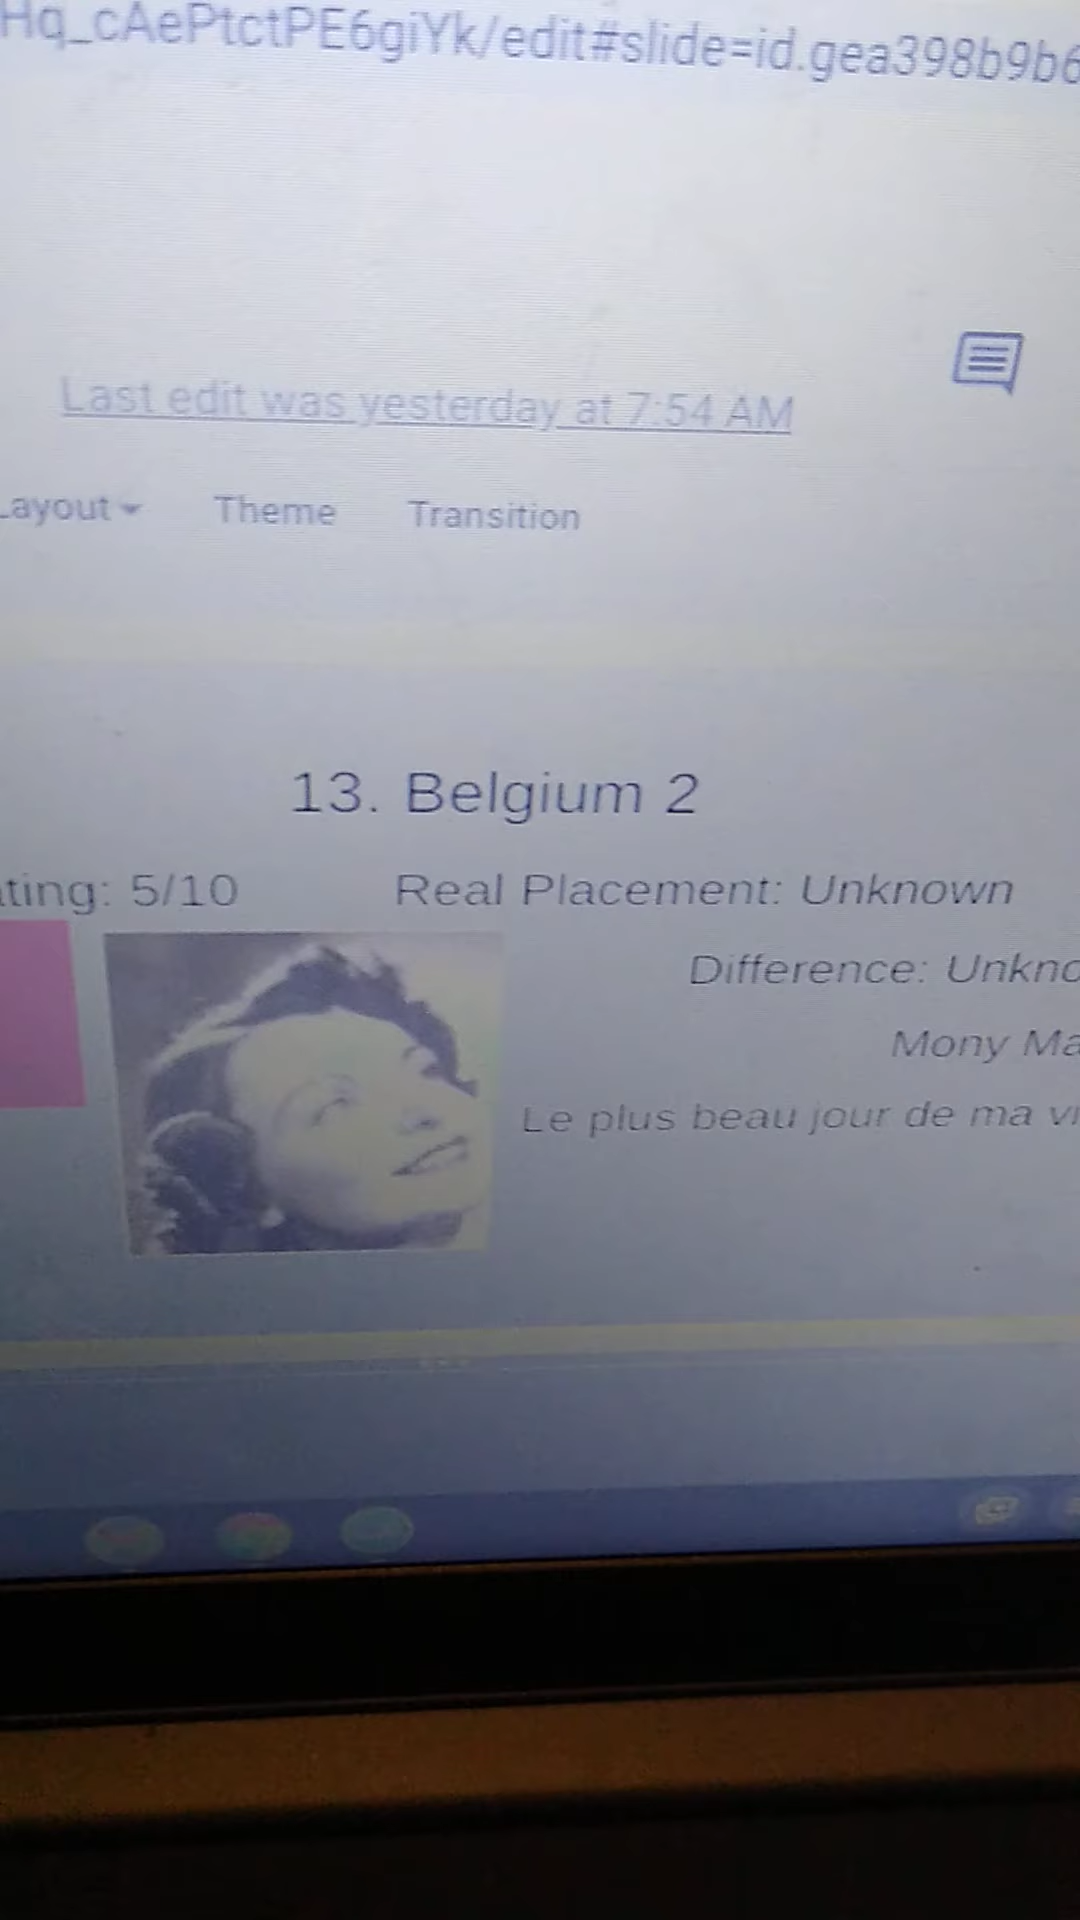 Hq_cAePtctPE6giYk/edit#slide=id.gea398b9b6
Last edit was yesterday at 7:54 AM
Layout Theme Transition
13. Belgium 2
ting: 5/10 Real Placement: Unknown
Difference: Unkno
Mony Ma
Le plus beau jour de ma vi